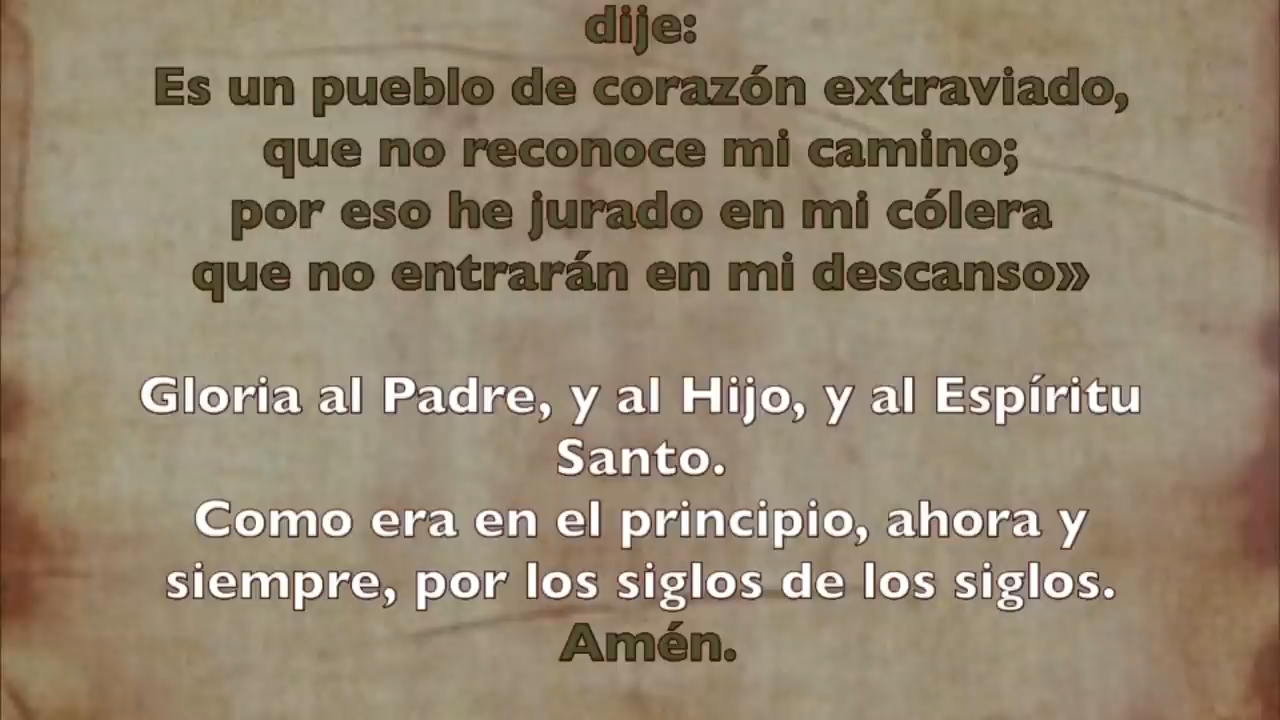 dije:
Es un pueblo de corazón extraviado,
que no reconoce mi camino;
por eso he jurado en mi cólera
que no entrarán en mi descanso»
Gloria al Padre, y al Hijo, y al Espíritu
Santo.
Como era en el principio, ahora y
siempre, por los siglos de los siglos.
Amén.